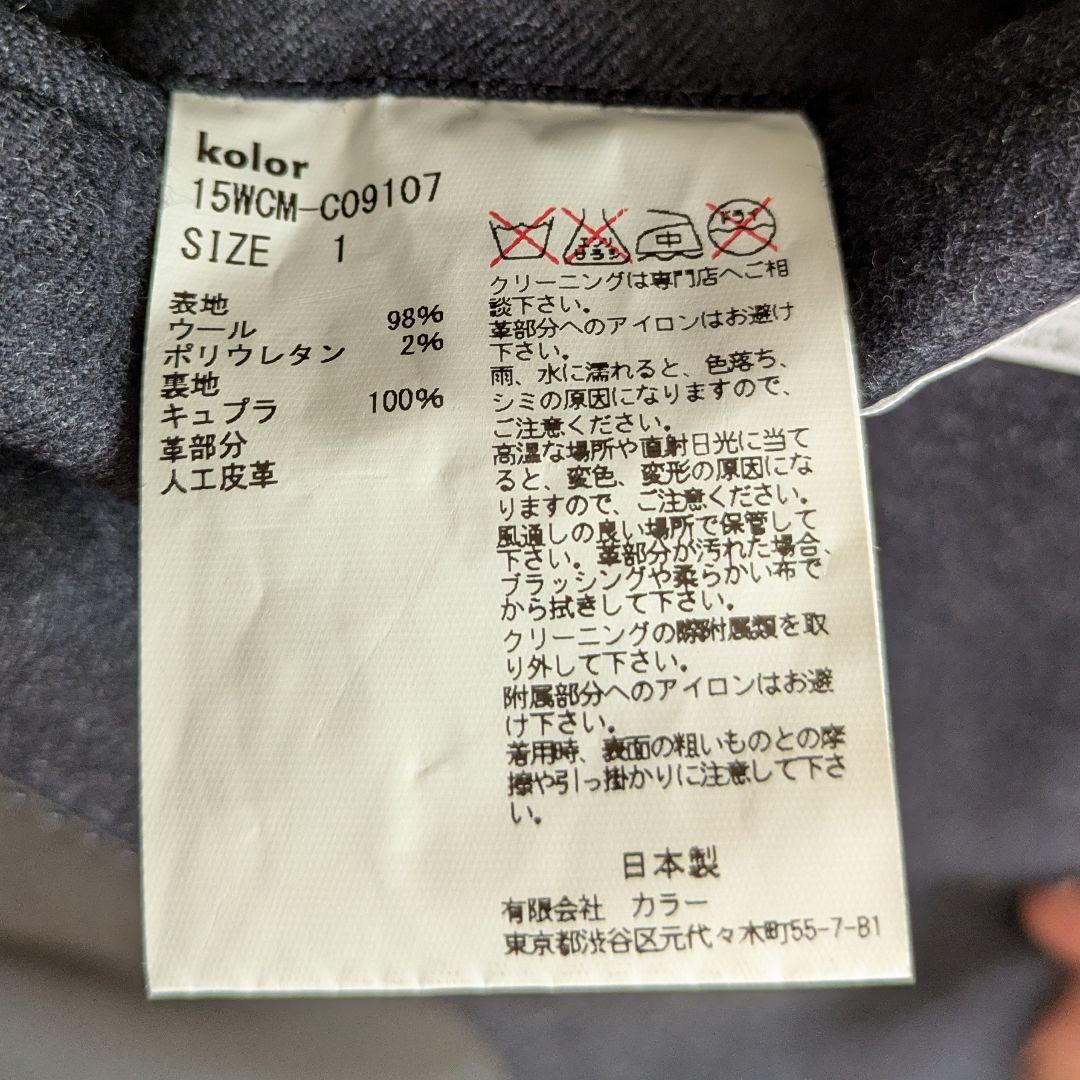 kolor
15WCM-C09107
SIZE 1
表地
ウール 98%
ポリウレタン 2%
裏地
キュプラ 100%
革部分
人工皮革
エンソ
サラシ
中
ドライ
クリーニングは専門店へご相
談下さい。
革部分へのアイロンはお避け
下さい。
雨、水に濡れると、色落ち、
シミの原因になりますので、
ご注意ください。
高温な場所や直射日光に当て
ると、変色、変形の原因にな
りますので、ご注意ください。
風通しの良い場所で保管して
下さい。革部分が汚れた場合、
ブラッシングや柔らかい布で
から拭きして下さい。
クリーニングの際附属類を取
り外して下さい。
附属部分へのアイロンはお避
け下さい。
着用時、表面の粗いものとの摩
擦や引っ掛かりに注意して下さ
い。
日本製
有限会社 カラー
東京都渋谷区元代々木町55-7-B1